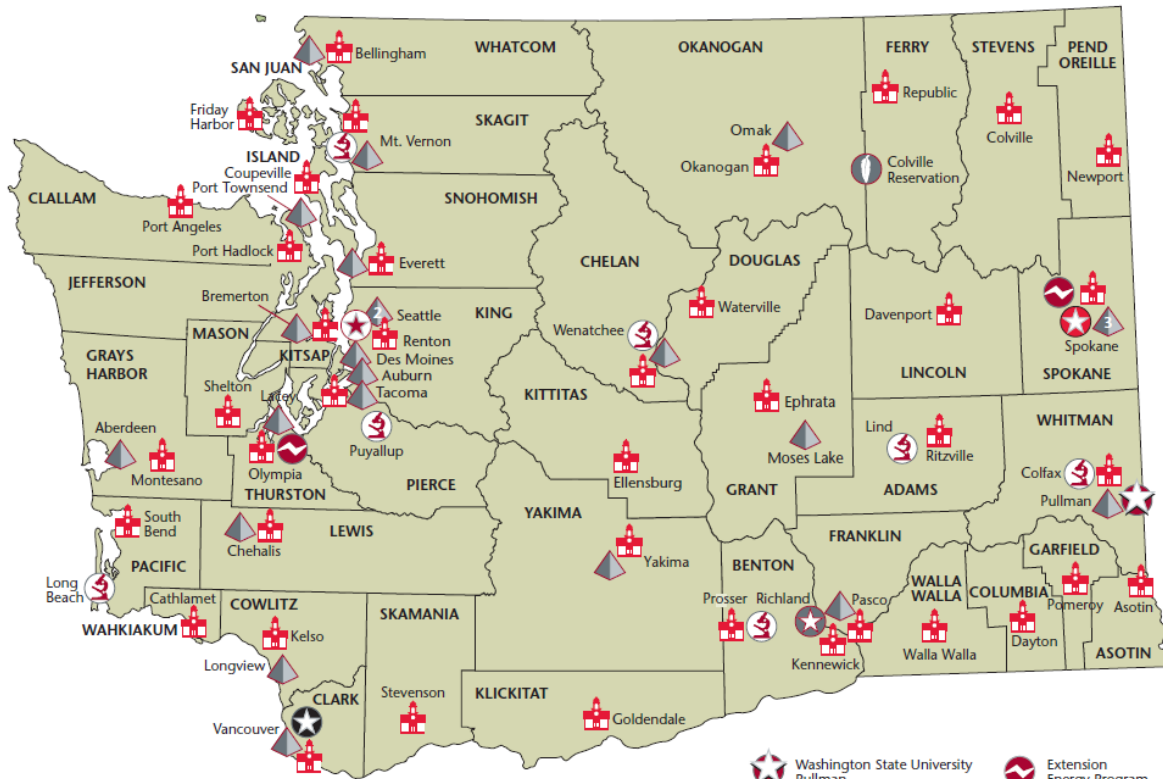 WHATCOM
OKANOGAN
FERRY
STEVENS
PEND
OREILLE
Bellingham
SAN JUAN
Friday
Harbor
SKAGIT
Mt. Vernon
Republic
Colville
Omak
Okanogan
Colville
Reservation
Newport
ISLAND
Coupeville
Port Townsend
CLALLAM
Port Angeles
SNOHOMISH
Port Hadlock
Everett
CHELAN
DOUGLAS
JEFFERSON
Bremerton
2
Seattle
KING
Renton
Waterville
Davenport
3
Spokane
MASON
KITSAP
Wenatchee
GRAYS
HARBOR
Des Moines
Auburn
Tacoma
LINCOLN
SPOKANE
Shelton
Lacey
KITTITAS
Ephrata
WHITMAN
Aberdeen
Puyallup
Moses Lake
Lind
Ritzville
Montesano
Olympia
Ellensburg
Colfax
THURSTON
PIERCE
GRANT
ADAMS
Pullman
South
Bend
Chehalis
LEWIS
YAKIMA
FRANKLIN
PACIFIC
Yakima
BENTON
GARFIELD
Long
Beach
Cathlamet
COWLITZ
SKAMANIA
Prosser
Richland
Pasco
WALLA
WALLA
COLUMBIA
Pomeroy
Asotin
WAHKIAKUM
Kelso
Kennewick
Walla Walla
Dayton
ASOTIN
Longview
CLARK
Stevenson
KLICKITAT
Goldendale
Vancouver
Washington State University
Pullman
Extension
Energy Program